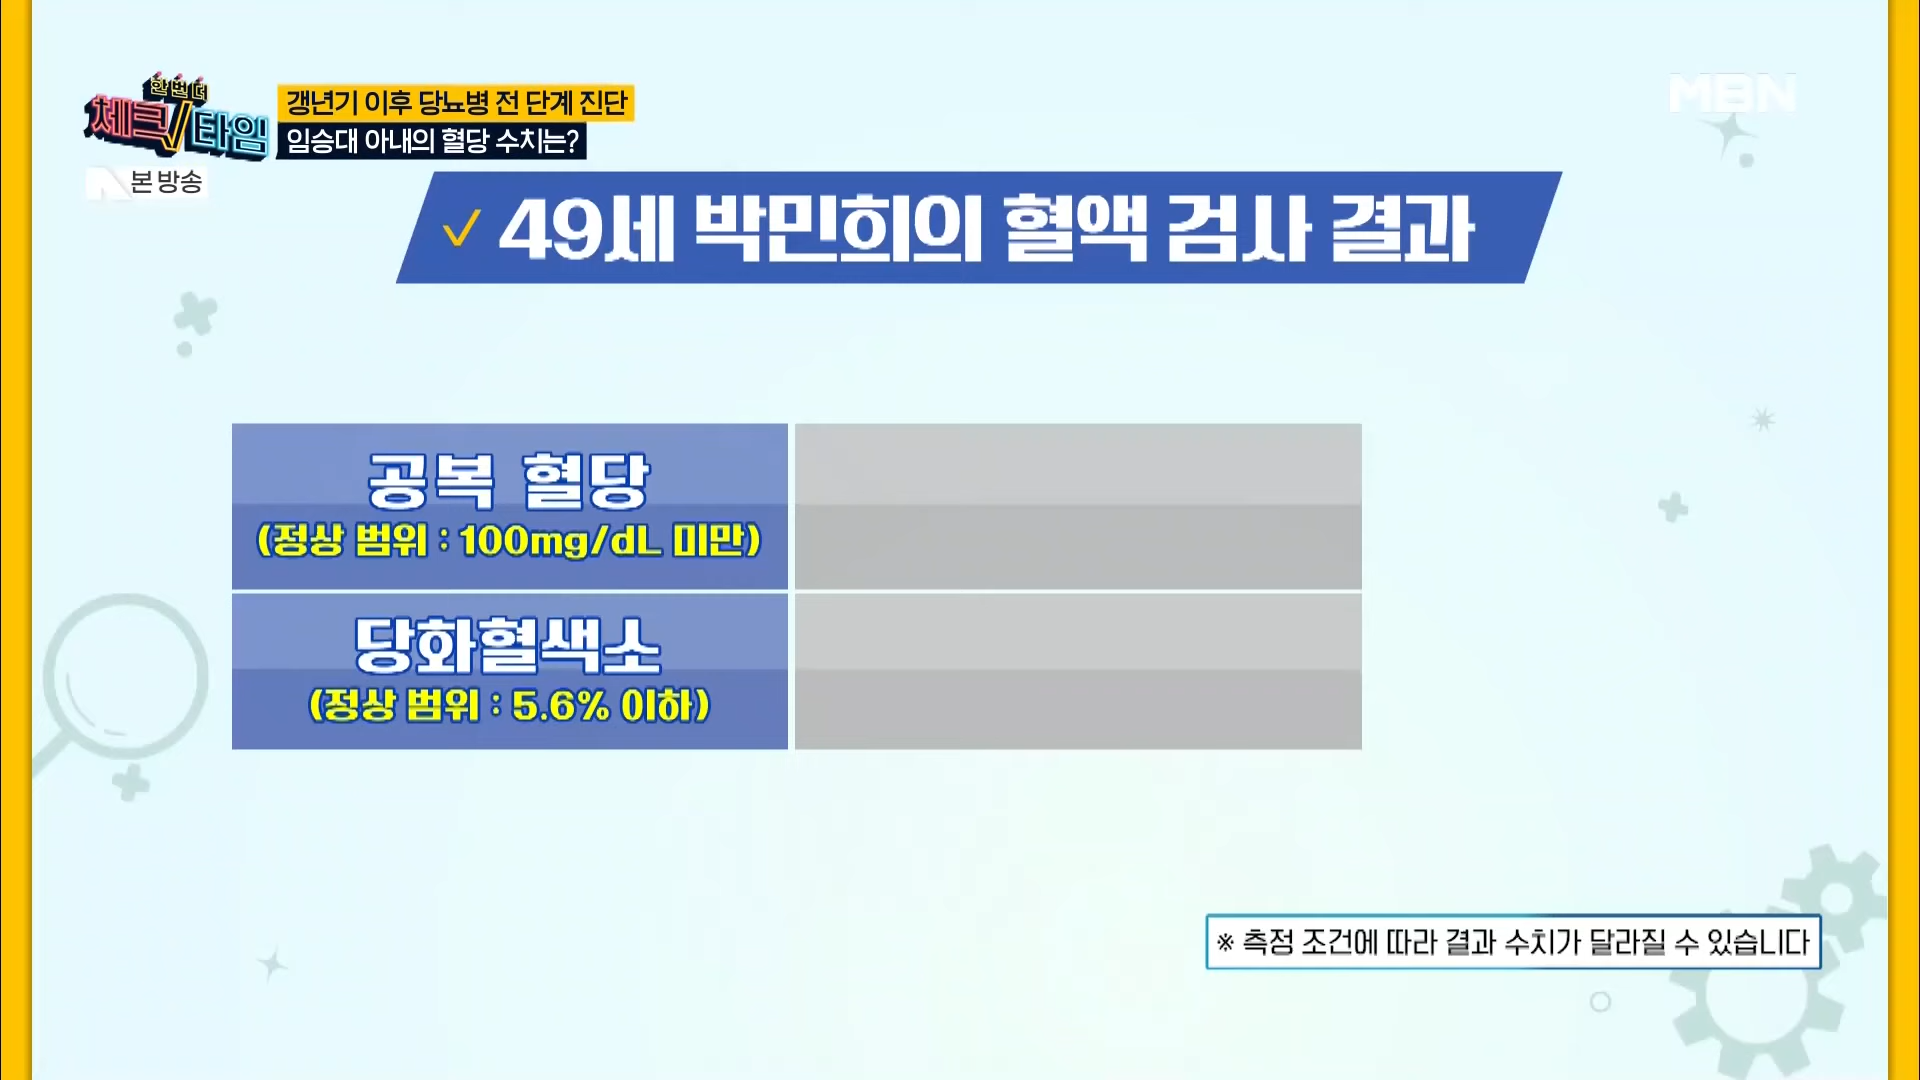 한번 더
체크타임
갱년기 이후 당뇨병 전 단계 진단
임승대 아내의 혈당 수치는?
본방송
MBN
49세 박민희의 혈액 검사 결과
공복 혈당
(정상 범위 : 100mg/dL 미만)
당화혈색소
(정상 범위 : 5.6% 이하)
※ 측정 조건에 따라 결과 수치가 달라질 수 있습니다